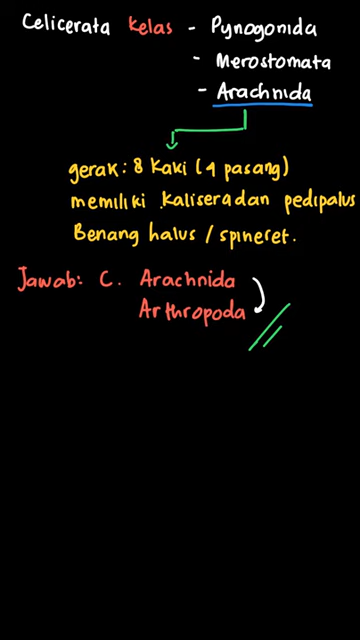 Celicerata kelas - Pynogonida
- Merostomata
- Arachnida
gerak: 8 kaki (4 pasang)
memiliki kaliseradan pedipalus
Benang halus / spineret.
Jawab: C. Arachnida
Arthropoda